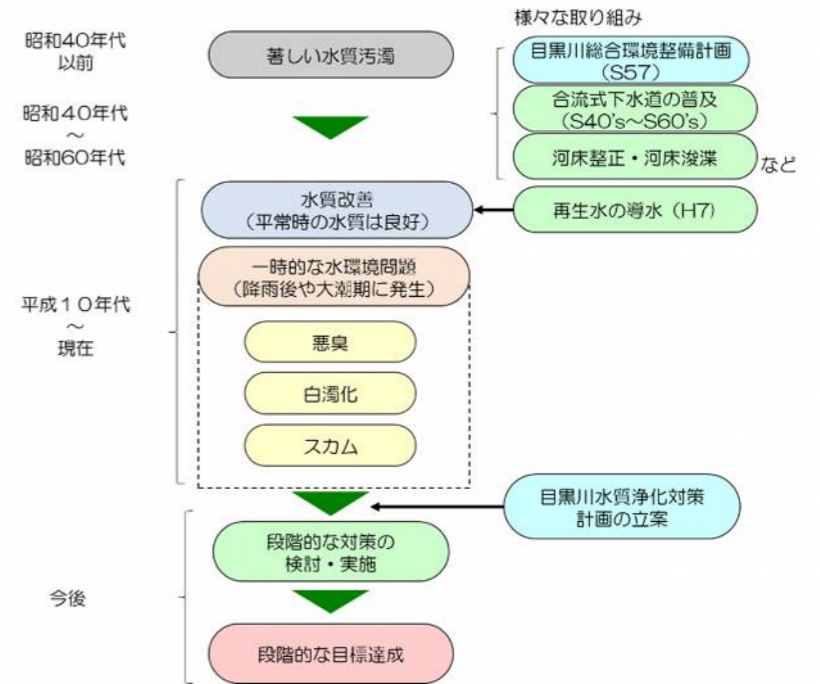 様々な取り組み
昭和40年代
以前
著しい水質汚濁
目黒川総合環境整備計画
(S57)
合流式下水道の普及
(S40's～S60's)
河床整正・河床浚渫
など
昭和40年代
～
昭和60年代
水質改善
(平常時の水質は良好)
再生水の導水 (H7)
一時的な水環境問題
(降雨後や大潮期に発生)
悪臭
白濁化
スカム
平成10年代
～
現在
目黒川水質浄化対策
計画の立案
段階的な対策の
検討・実施
今後
段階的な目標達成